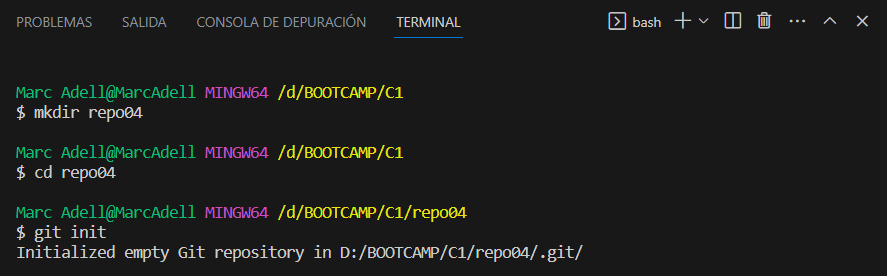 PROBLEMAS SALIDA CONSOLA DE DEPURACIÓN TERMINAL bash
Marc Adell@MarcAdell MINGW64 /d/BOOTCAMP/C1
$ mkdir repo04
Marc Adell@MarcAdell MINGW64 /d/BOOTCAMP/C1
$ cd repo04
Marc Adell@MarcAdell MINGW64 /d/BOOTCAMP/C1/repo04
$ git init
Initialized empty Git repository in D:/BOOTCAMP/C1/repo04/.git/